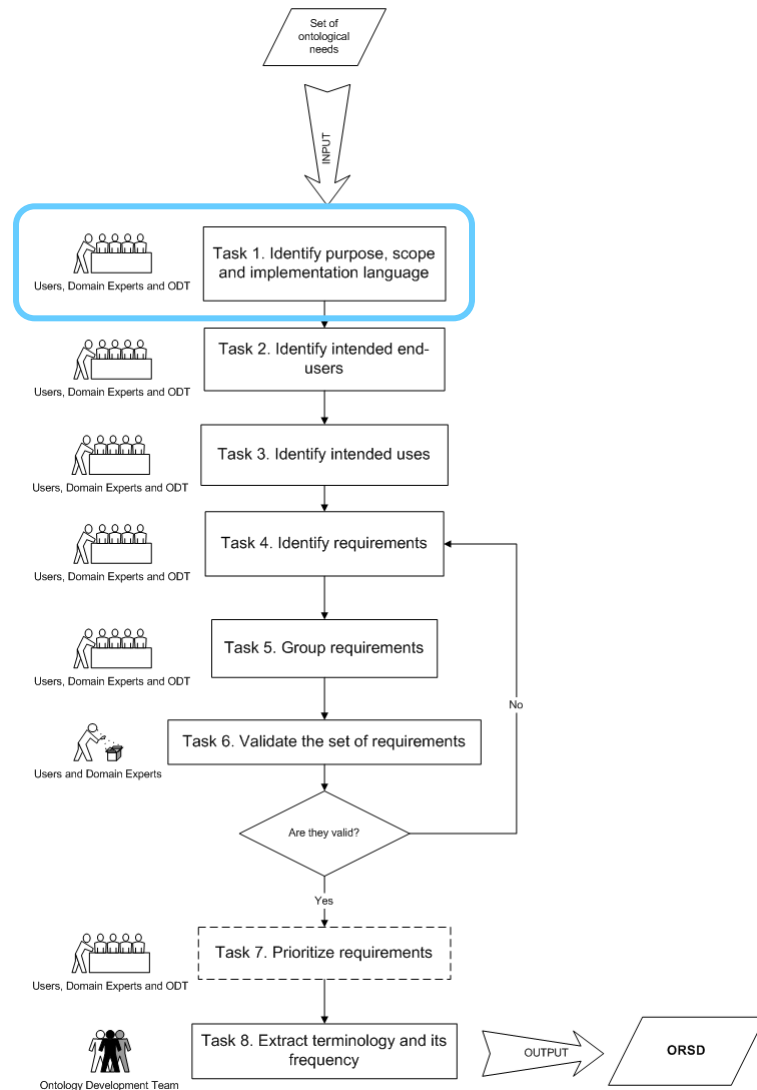 Set of
ontological
needs
INPUT
Task 1. Identify purpose, scope
and implementation language
Users, Domain Experts and ODT
Task 2. Identify intended end-
users
Users, Domain Experts and ODT
Task 3. Identify intended uses
Users, Domain Experts and ODT
Task 4. Identify requirements
Users, Domain Experts and ODT
Task 5. Group requirements
Users, Domain Experts and ODT
No
Task 6. Validate the set of requirements
Users and Domain Experts
Are they valid?
Yes
Task 7. Prioritize requirements
Users, Domain Experts and ODT
Task 8. Extract terminology and its
frequency
Ontology Development Team
OUTPUT
ORSD